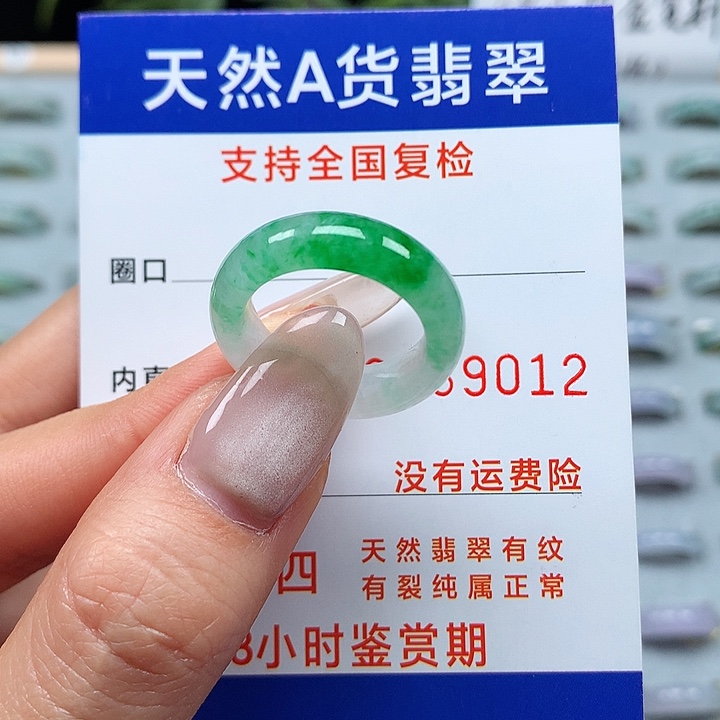 天然A货翡翠
支持全国复检
圈口
内直
9012
没有运费险
四
天然翡翠有纹
有裂纯属正常
8小时鉴赏期